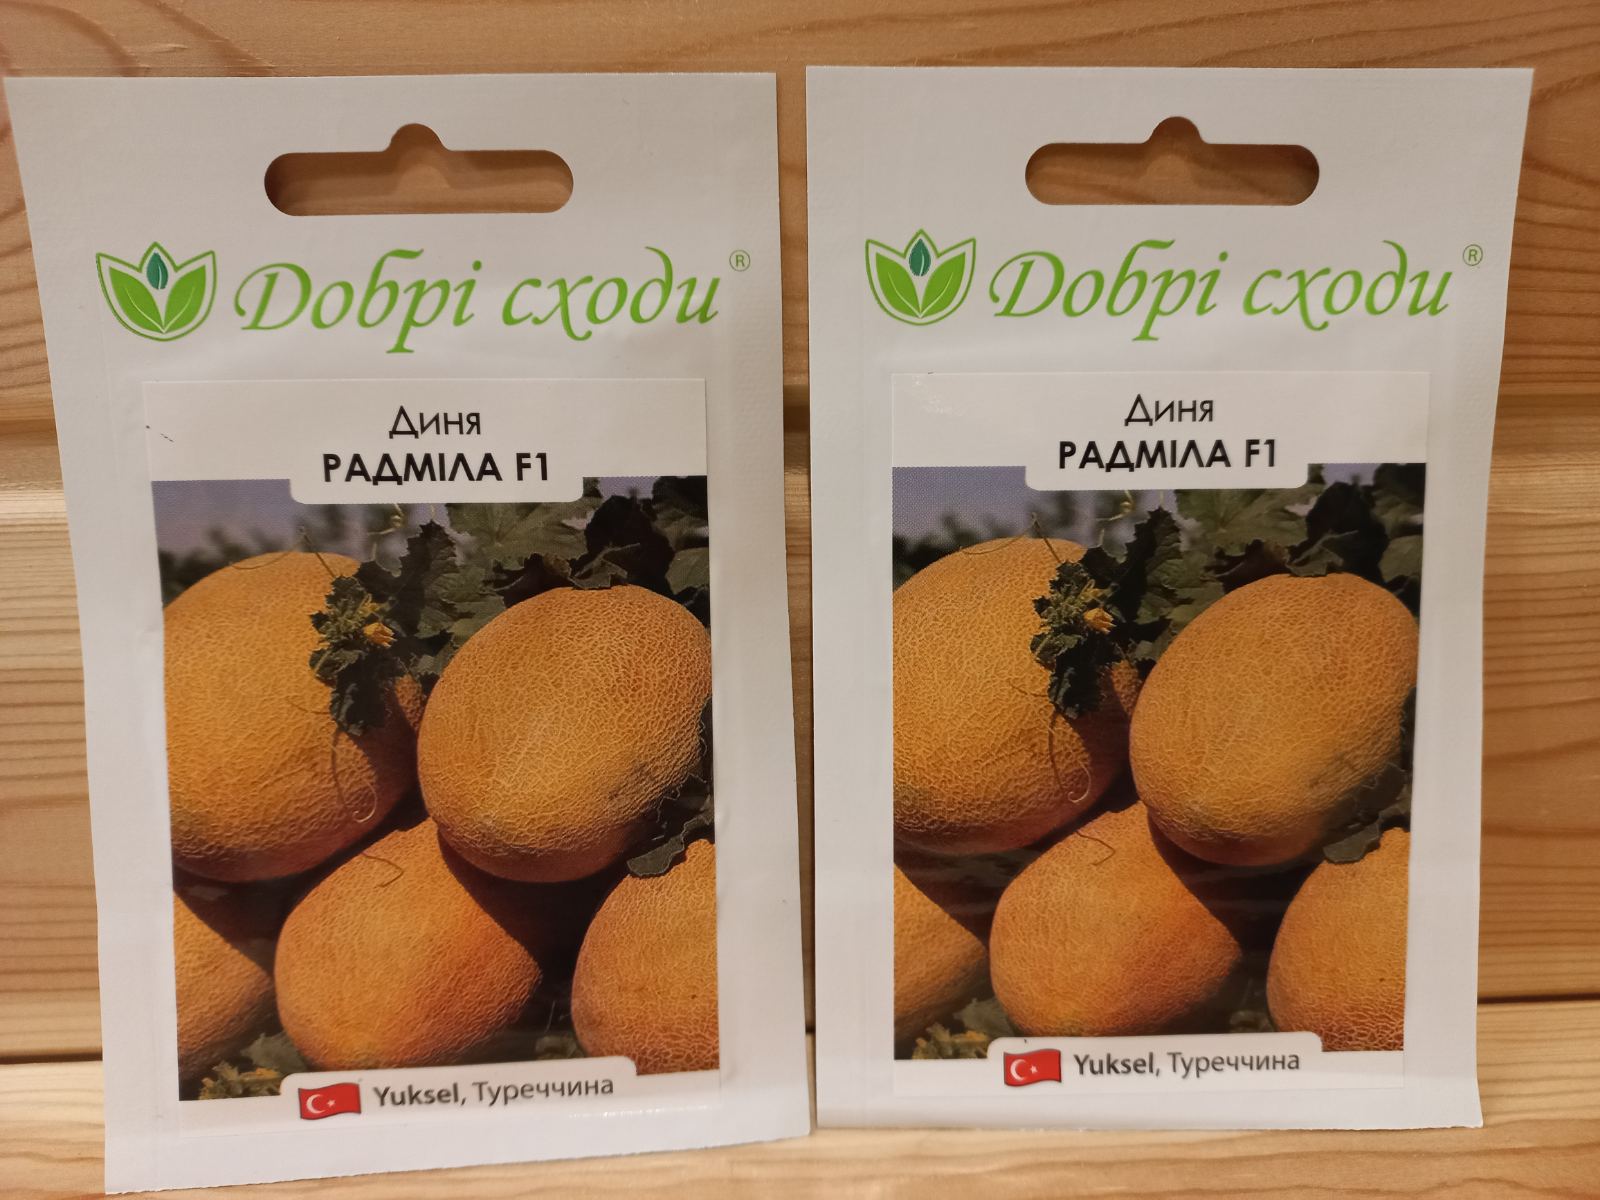 Добрі сходи®
Диня
РАДМІЛА F1
Yuksel, Туреччина
Добрі сходи®
Диня
РАДМІЛА F1
Yuksel, Туреччина